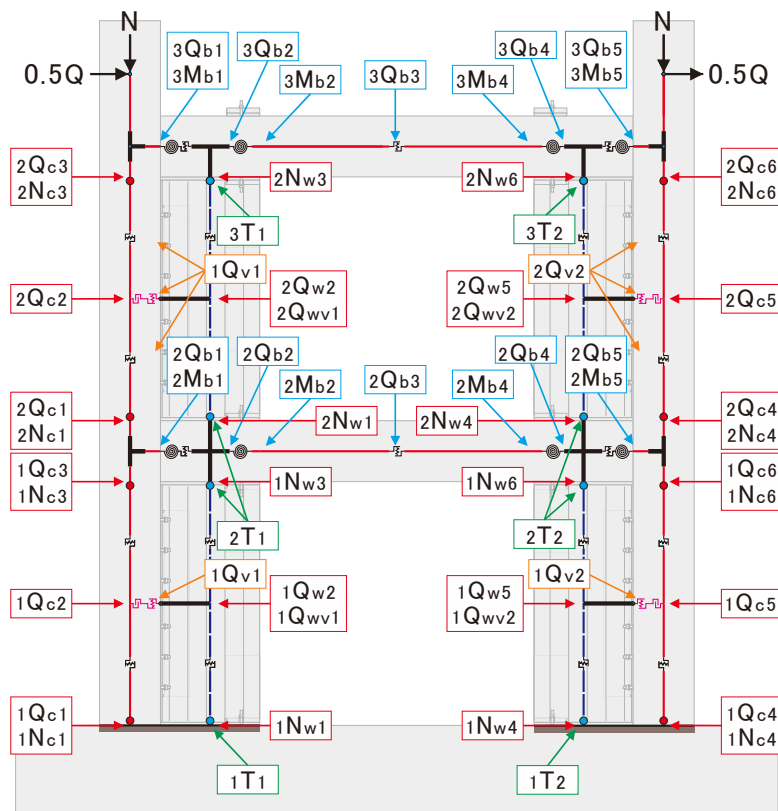 N
N
0.5Q
0.5Q
3Qb1
3Mb1
3Qb2
3Mb2
3Qb3
3Mb4
3Qb4
3Qb5
3Mb5
2Qc3
2Nc3
2Nw3
2Nw6
2Qc6
2Nc6
3T1
3T2
1Qv1
2Qv2
2Qc2
2Qw2
2Qwv1
2Qw5
2Qwv2
2Qc5
2Qb1
2Mb1
2Qb2
2Mb2
2Qb3
2Mb4
2Qb4
2Qb5
2Mb5
2Qc1
2Nc1
2Nw1
2Nw4
2Qc4
2Nc4
1Qc3
1Nc3
1Nw3
1Nw6
1Qc6
1Nc6
2T1
2T2
1Qv1
1Qv2
1Qc2
1Qw2
1Qwv1
1Qw5
1Qwv2
1Qc5
1Qc1
1Nc1
1Nw1
1Nw4
1Qc4
1Nc4
1T1
1T2